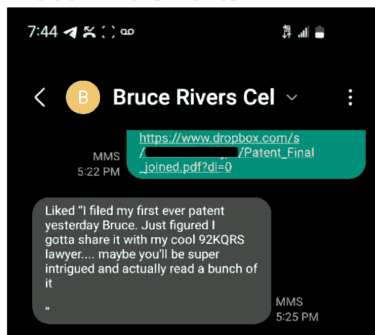 7:44
B Bruce Rivers Cel
https://www.dropbox.com/s
/ /Patent_Final
_joined.pdf?dl=0
MMS
5:22 PM
Liked “I filed my first ever patent
yesterday Bruce. Just figured I
gotta share it with my cool 92KQRS
lawyer.... maybe you'll be super
intrigued and actually read a bunch of
it
"
MMS
5:25 PM